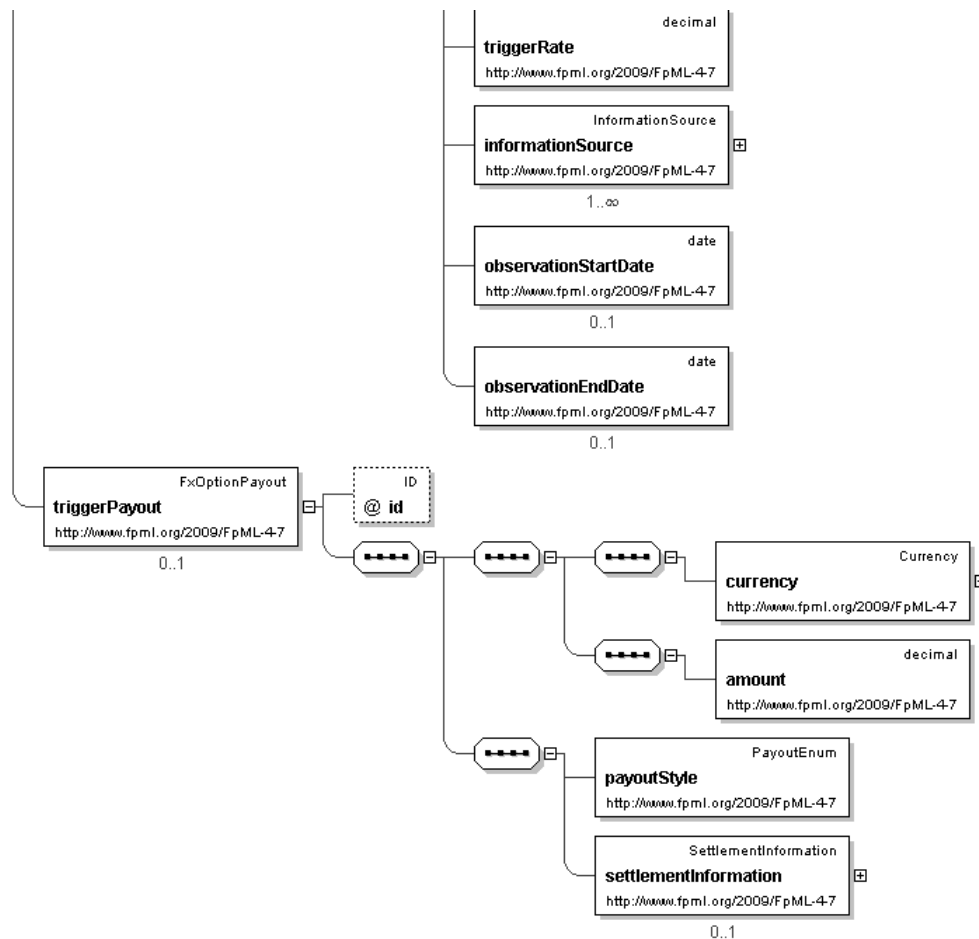 decimal
triggerRate
http://www.fpml.org/2009/FpML-4-7
InformationSource
informationSource
http://www.fpml.org/2009/FpML-4-7
1..∞
date
observationStartDate
http://www.fpml.org/2009/FpML-4-7
0..1
date
observationEndDate
http://www.fpml.org/2009/FpML-4-7
0..1
FxOptionPayout
triggerPayout
http://www.fpml.org/2009/FpML-4-7
0..1
ID
@ id
Currency
currency
http://www.fpml.org/2009/FpML-4-7
decimal
amount
http://www.fpml.org/2009/FpML-4-7
PayoutEnum
payoutStyle
http://www.fpml.org/2009/FpML-4-7
SettlementInformation
settlementInformation
http://www.fpml.org/2009/FpML-4-7
0..1